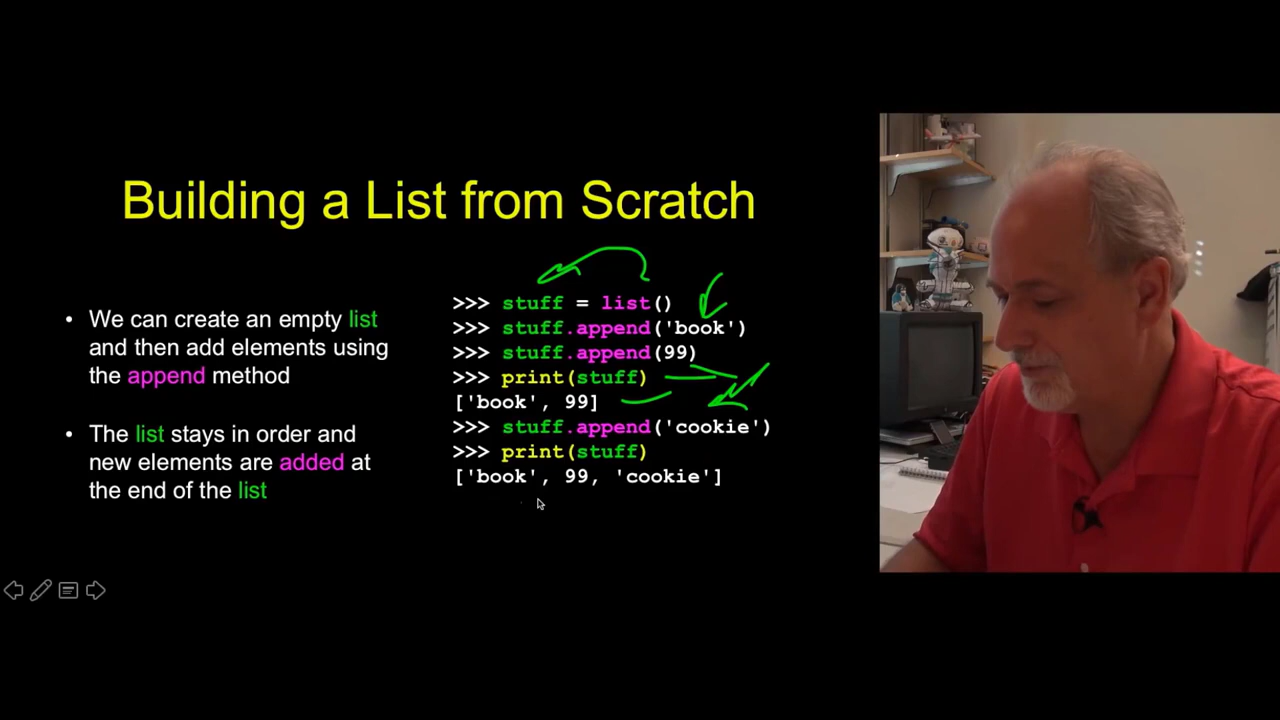 Building a List from Scratch
• We can create an empty list
and then add elements using
the append method
• The list stays in order and
new elements are added at
the end of the list
>>> stuff = list()
>>> stuff.append('book')
>>> stuff.append(99)
>>> print(stuff)
['book', 99]
>>> stuff.append('cookie')
>>> print(stuff)
['book', 99, 'cookie']